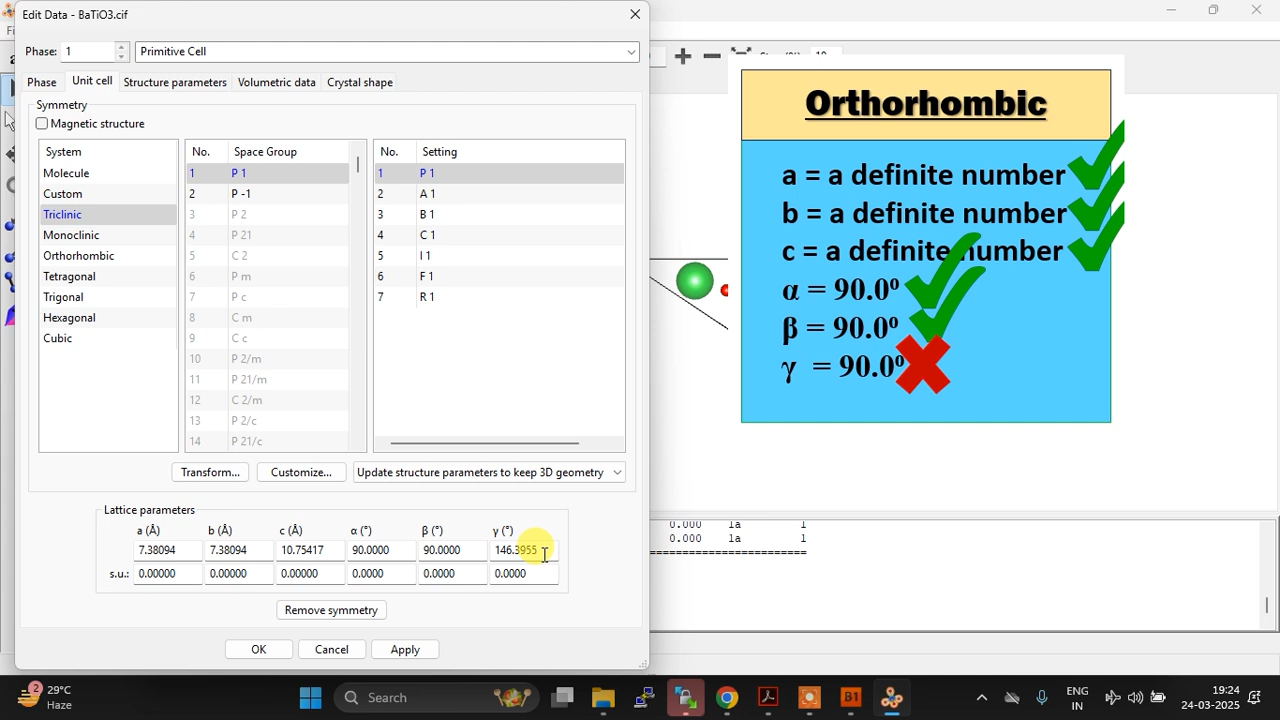 Edit Data - BaTiO3.cif
Phase: 1 Primitive Cell
Phase Unit cell Structure parameters Volumetric data Crystal shape
Symmetry
Magnetic structure
System
Molecule
Custom
Triclinic
Monoclinic
Orthorhombic
Tetragonal
Trigonal
Hexagonal
Cubic
No. Space Group
1 P 1
2 P -1
3 P 2
4 P 21
5 C 2
6 P m
7 P c
8 C m
9 C c
10 P 2/m
11 P 21/m
12 C 2/m
13 P 2/c
14 P 21/c
No. Setting
1 P 1
2 A 1
3 B 1
4 C 1
5 I 1
6 F 1
7 R 1
Transform... Customize... Update structure parameters to keep 3D geometry
Lattice parameters
a (Å) b (Å) c (Å) α (°) β (°) γ (°)
7.38094 7.38094 10.75417 90.0000 90.0000 146.3955
s.u.: 0.00000 0.00000 0.00000 0.0000 0.0000 0.0000
Remove symmetry
OK Cancel Apply
Orthorhombic
a = a definite number
b = a definite number
c = a definite number
α = 90.0⁰
β = 90.0⁰
γ = 90.0⁰
0.000 1a 1
0.000 1a 1
==================
2 29°C
Haze
Search
B1
ENG
IN
19:24
24-03-2025